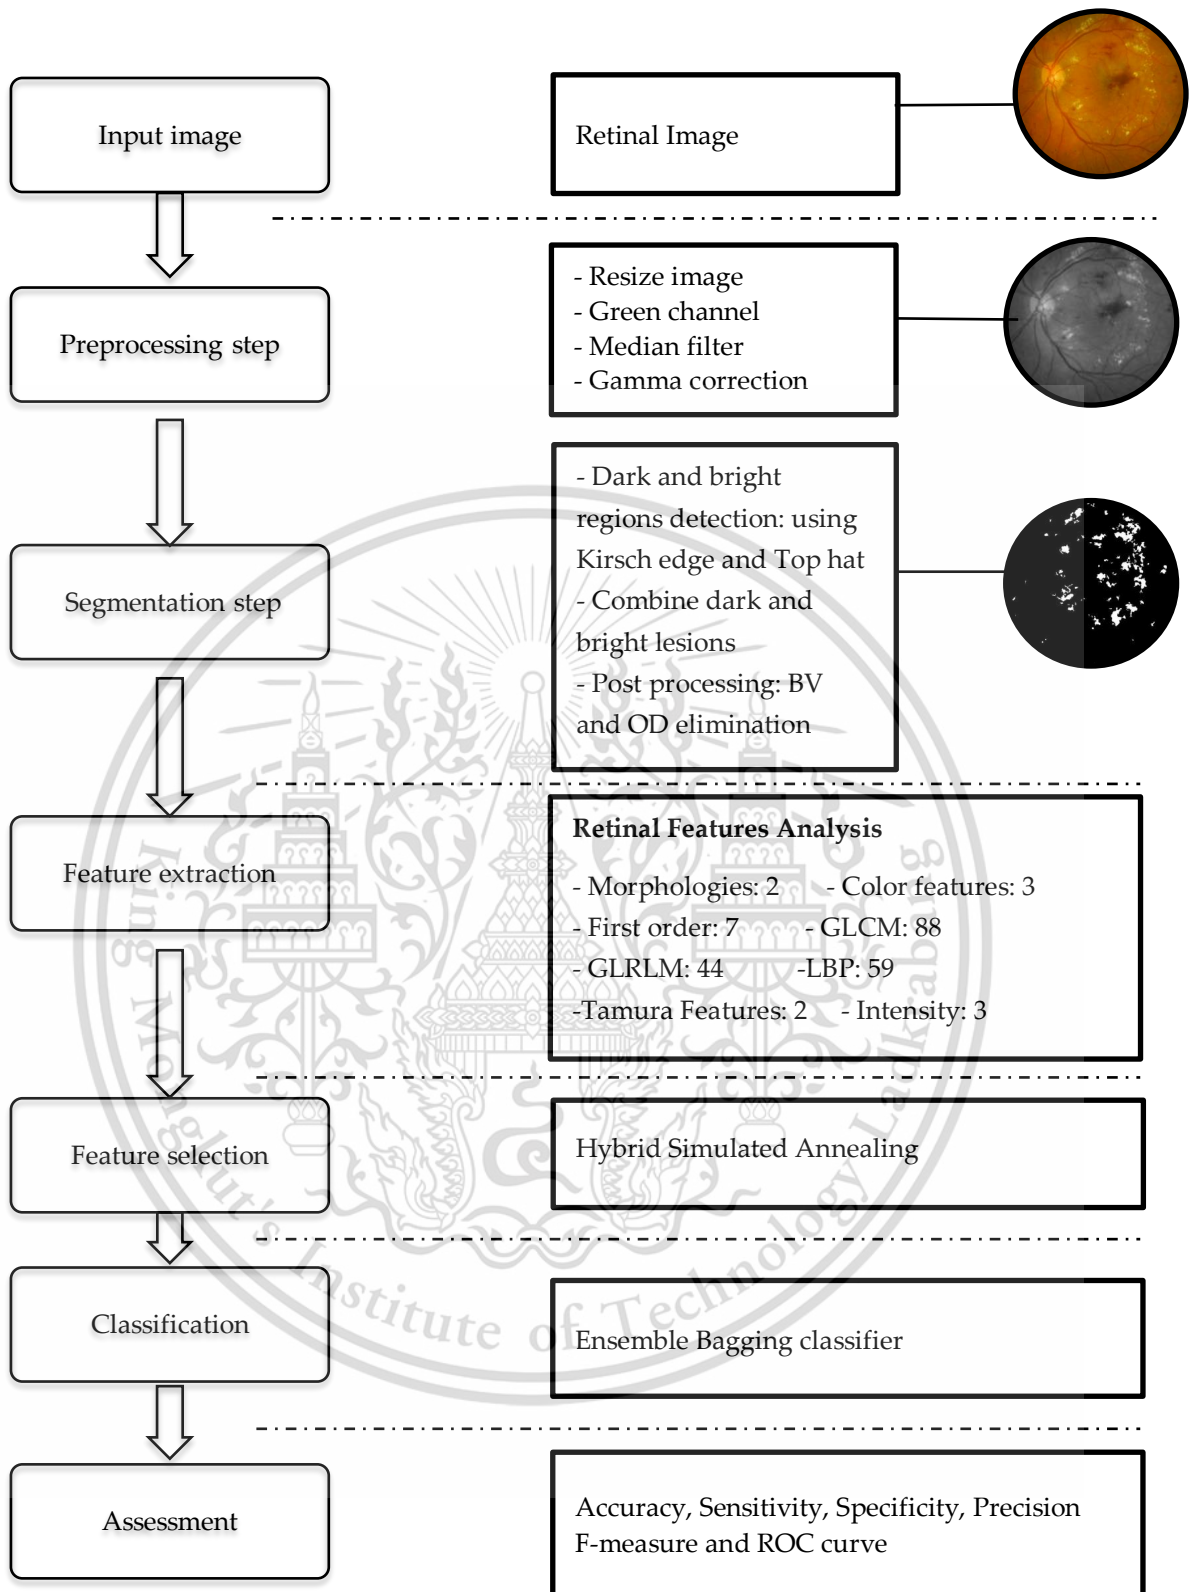 Input image
Retinal Image
Preprocessing step
- Resize image
- Green channel
- Median filter
- Gamma correction
Segmentation step
- Dark and bright
regions detection: using
Kirsch edge and Top hat
- Combine dark and
bright lesions
- Post processing: BV
and OD elimination
Feature extraction
Retinal Features Analysis
- Morphologies: 2 - Color features: 3
- First order: 7 - GLCM: 88
- GLRLM: 44 -LBP: 59
-Tamura Features: 2 - Intensity: 3
Feature selection
Hybrid Simulated Annealing
Classification
Ensemble Bagging classifier
Assessment
Accuracy, Sensitivity, Specificity, Precision
F-measure and ROC curve
King Mongkut's Institute of Technology Ladkrabang